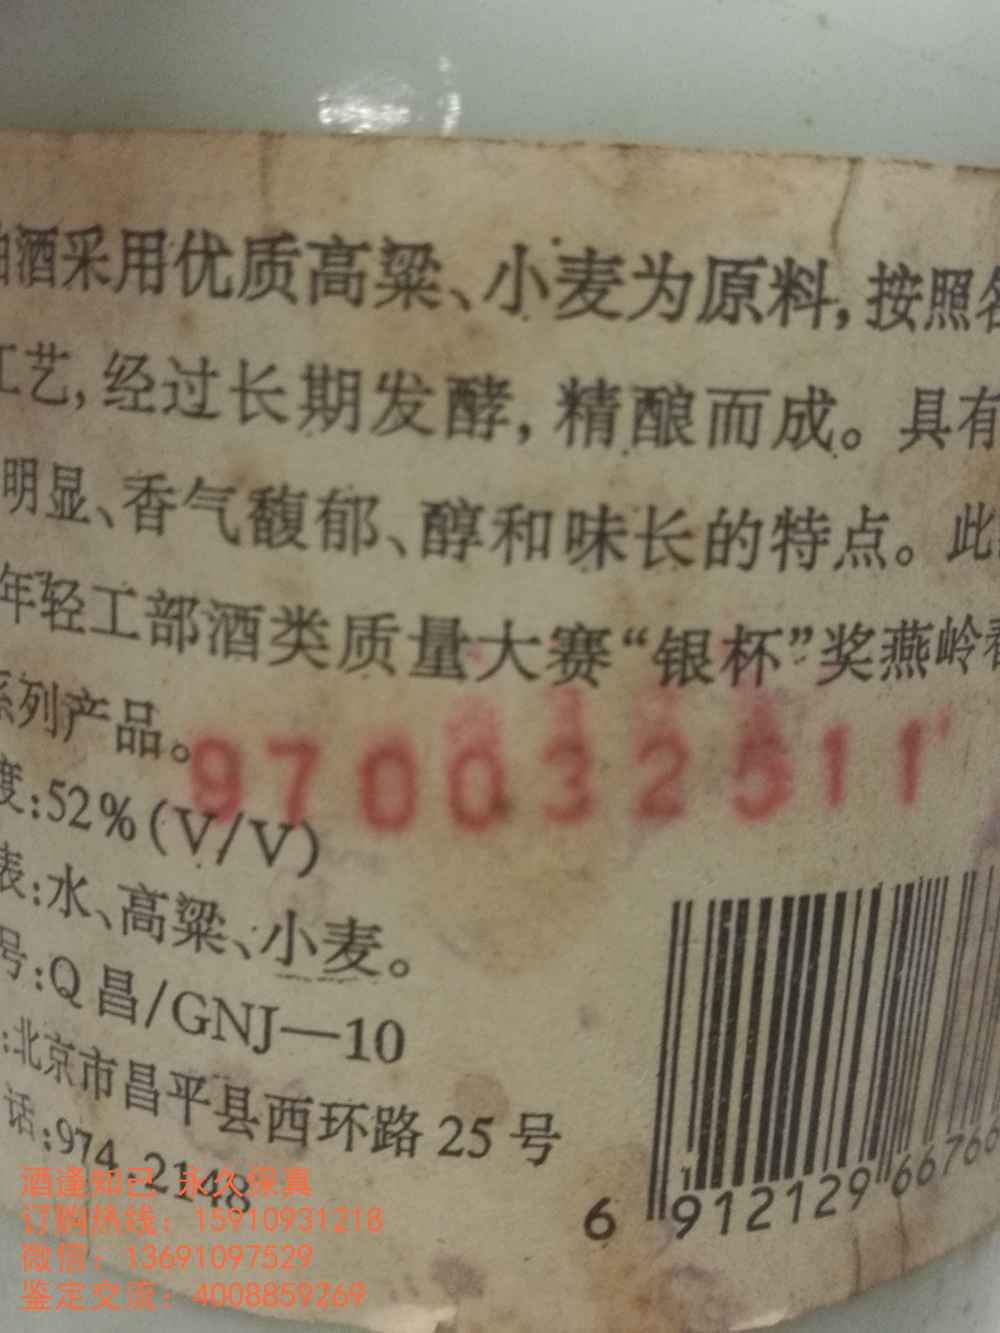 酒采用优质高粱、小麦为原料，按照名
工艺，经过长期发酵，精酿而成。具有
明显、香气馥郁、醇和味长的特点。此
年轻工部酒类质量大赛“银杯”奖燕岭
系列产品。
970032511
度：52%(V/V)
表：水、高粱、小麦。
号：Q昌/GNJ—10
：北京市昌平县西环路25号
话：974.2148
6 912129 66766
酒逢知已 永久保真
订购热线：15910931218
微信：13691097529
鉴定交流：4008859269